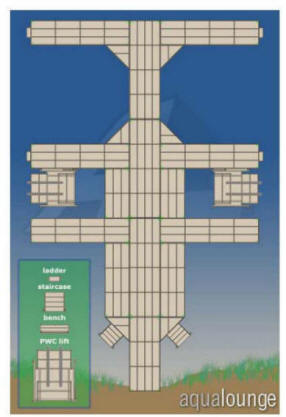 ladder
staircase
bench
PWC lift
aqualounge